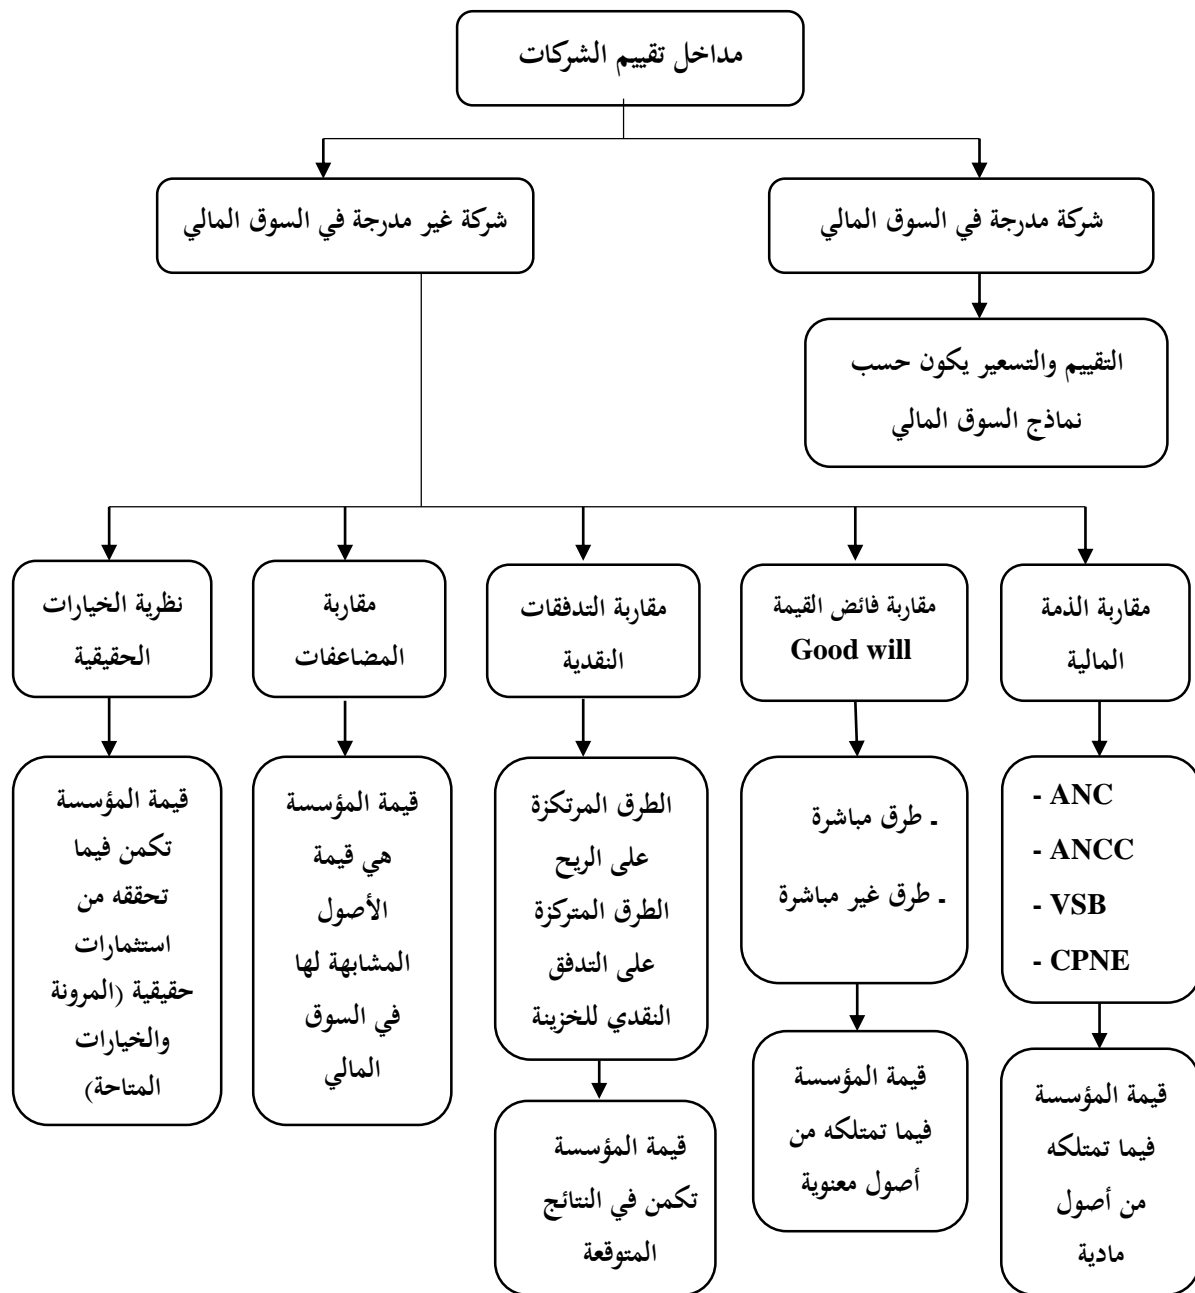 مداخل تقييم الشركات
شركة مدرجة في السوق المالي
شركة غير مدرجة في السوق المالي
التقييم والتسعير يكون حسب
نماذج السوق المالي
مقاربة الذمة
المالية
مقاربة فائض القيمة
Good will
مقاربة التدفقات
النقدية
مقاربة
المضاعفات
نظرية الخيارات
الحقيقية
- ANC
- ANCC
- VSB
- CPNE
ـ طرق مباشرة
ـ طرق غير مباشرة
الطرق المرتكزة
على الريح
الطرق المتركزة
على التدفق
النقدي للخزينة
قيمة المؤسسة
هي قيمة
الأصول
المشابهة لها
في السوق
المالي
قيمة المؤسسة
تكمن فيما
تحققه من
استثمارات
حقيقية (المرونة
والخيارات
المتاحة)
قيمة المؤسسة
فيما تمتلكه
من أصول
مادية
قيمة المؤسسة
فيما تمتلكه من
أصول معنوية
قيمة المؤسسة
تكمن في النتائج
المتوقعة